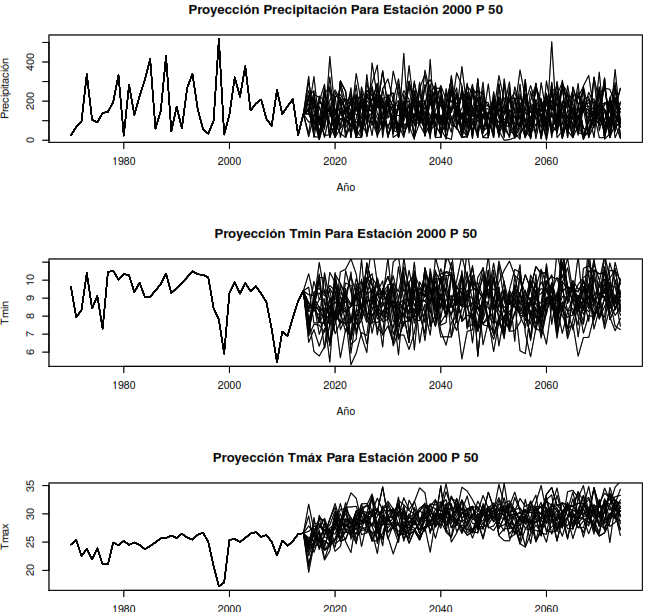 Proyección Precipitación Para Estación 2000 P 50
Precipitación
0
200
400
1980 2000 2020 2040 2060
Año
Proyección Tmin Para Estación 2000 P 50
Tmin
6 7 8 9 10
1980 2000 2020 2040 2060
Año
Proyección Tmáx Para Estación 2000 P 50
Tmax
20 25 30 35
1980 2000 2020 2040 2060